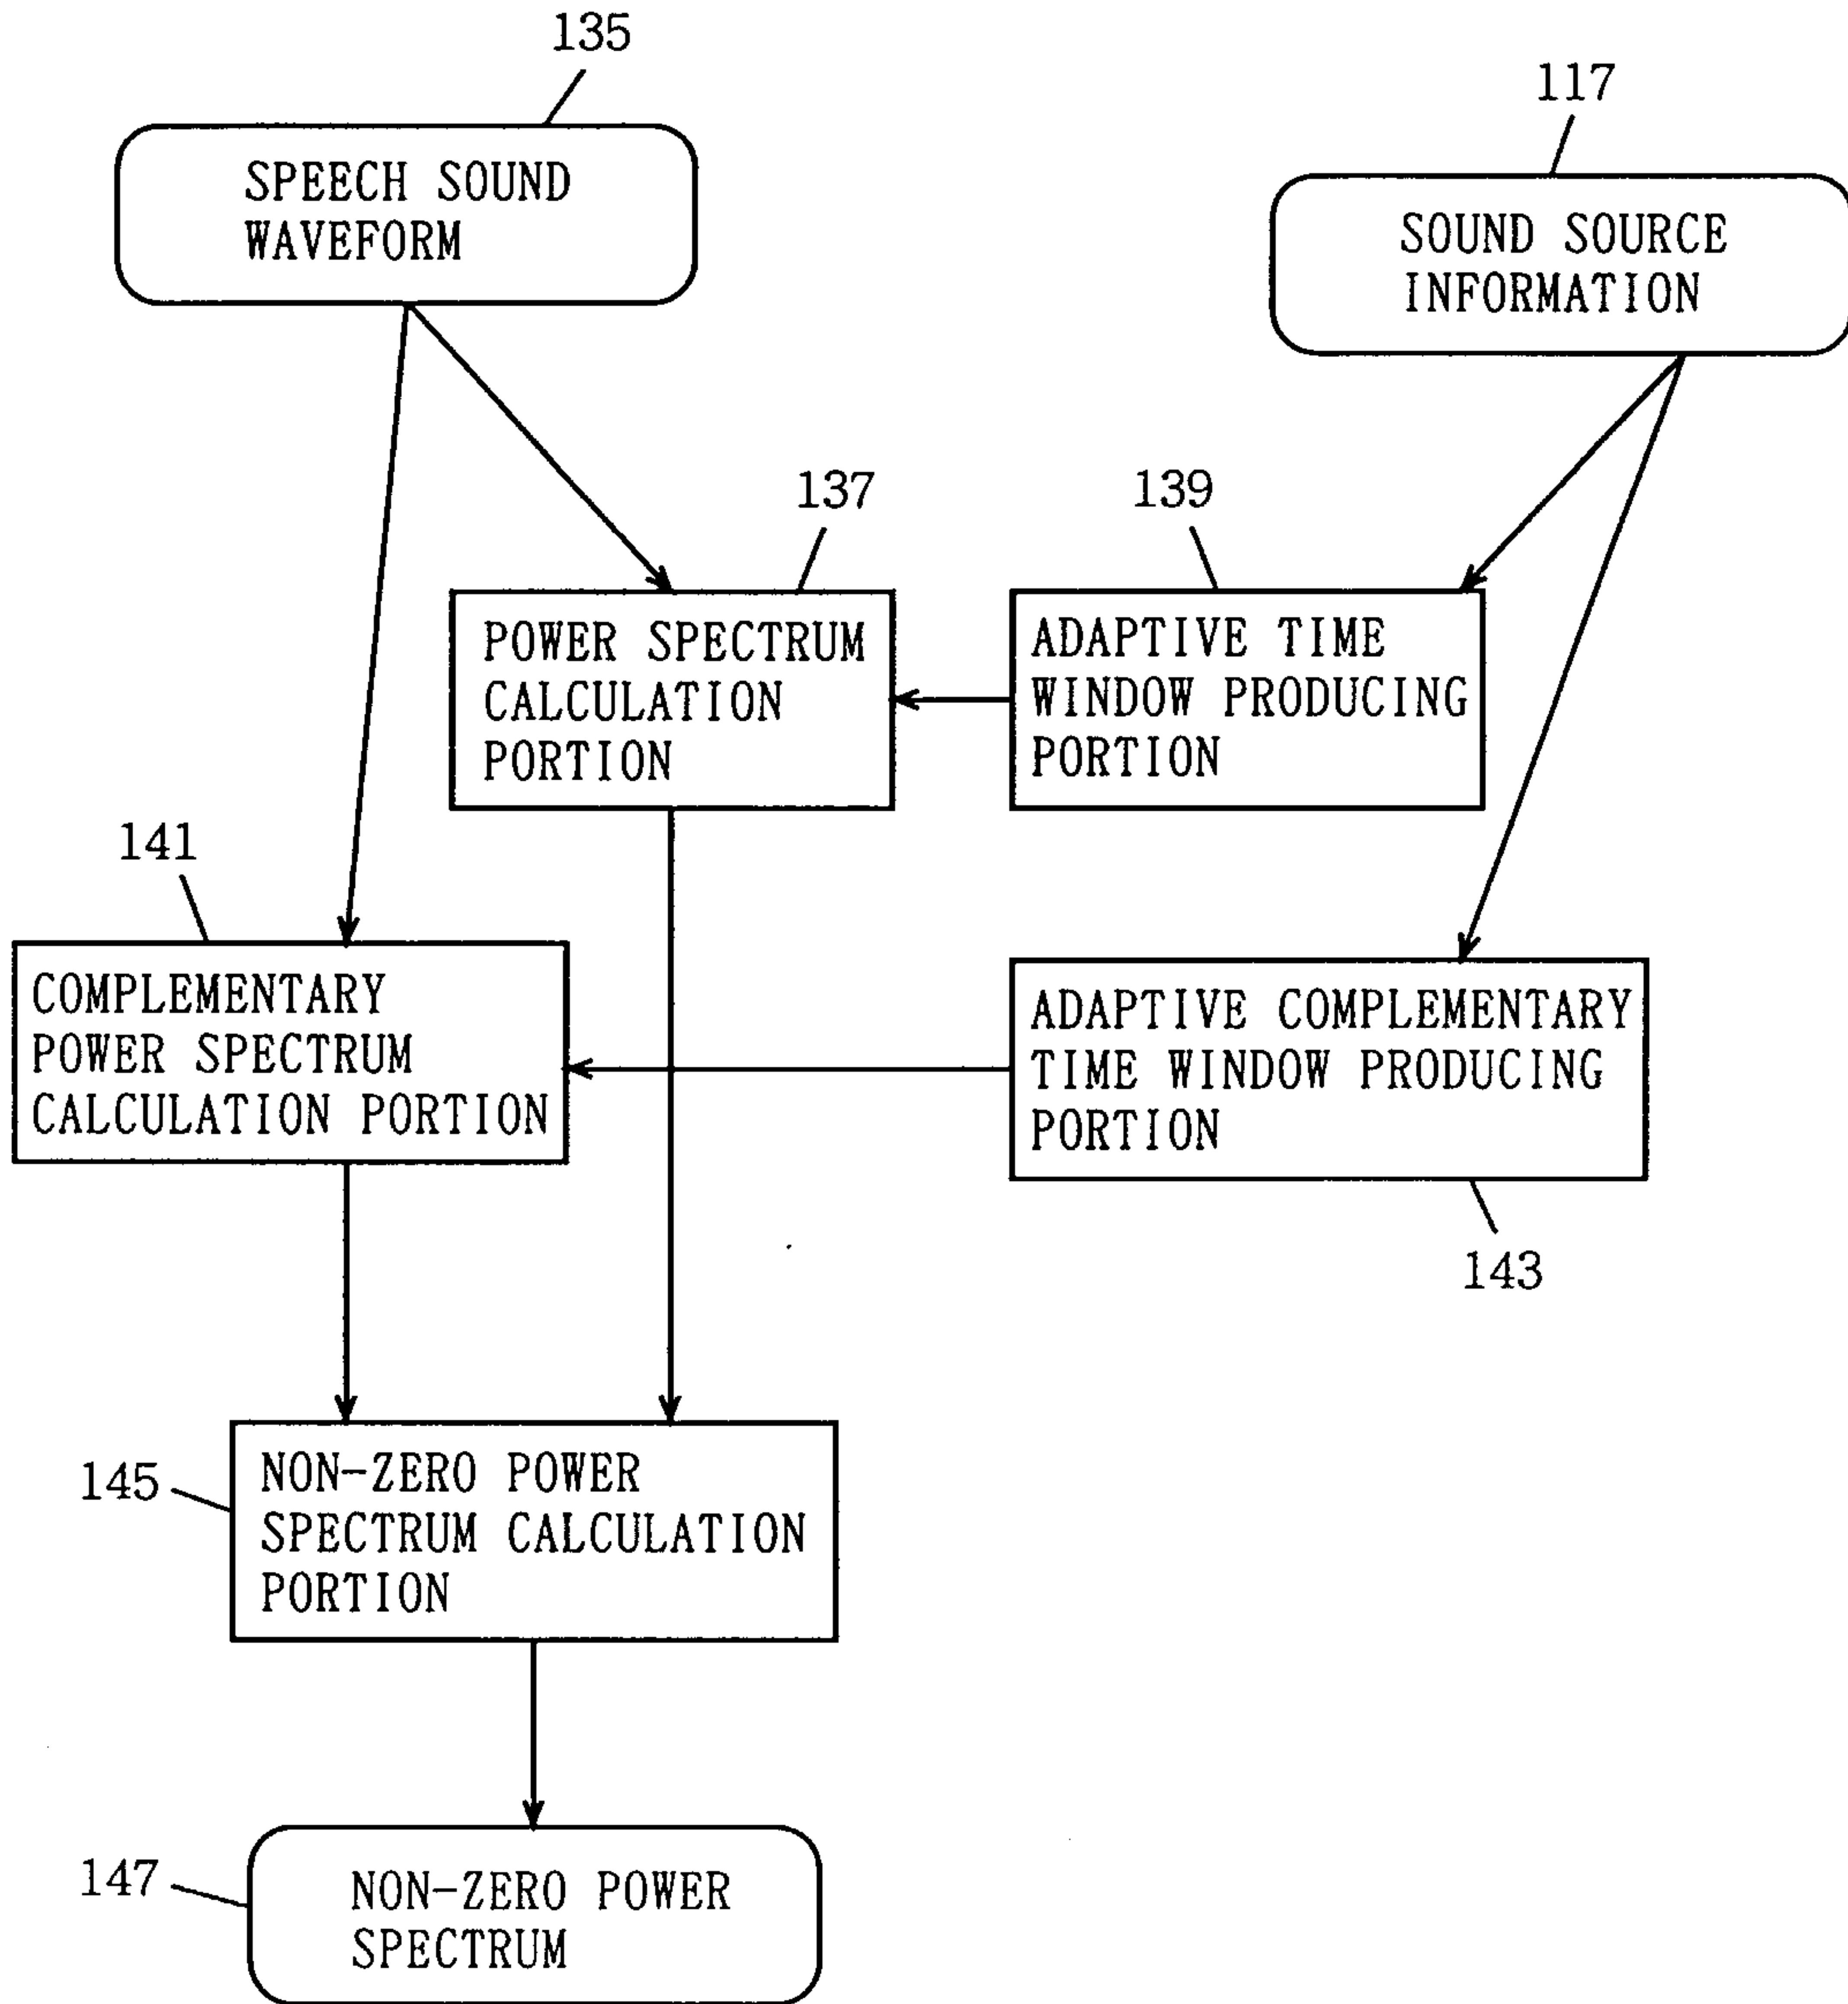 135
SPEECH SOUND
WAVEFORM
117
SOUND SOURCE
INFORMATION
137
POWER SPECTRUM
CALCULATION
PORTION
139
ADAPTIVE TIME
WINDOW PRODUCING
PORTION
141
COMPLEMENTARY
POWER SPECTRUM
CALCULATION PORTION
ADAPTIVE COMPLEMENTARY
TIME WINDOW PRODUCING
PORTION
143
145
NON-ZERO POWER
SPECTRUM CALCULATION
PORTION
147
NON-ZERO POWER
SPECTRUM